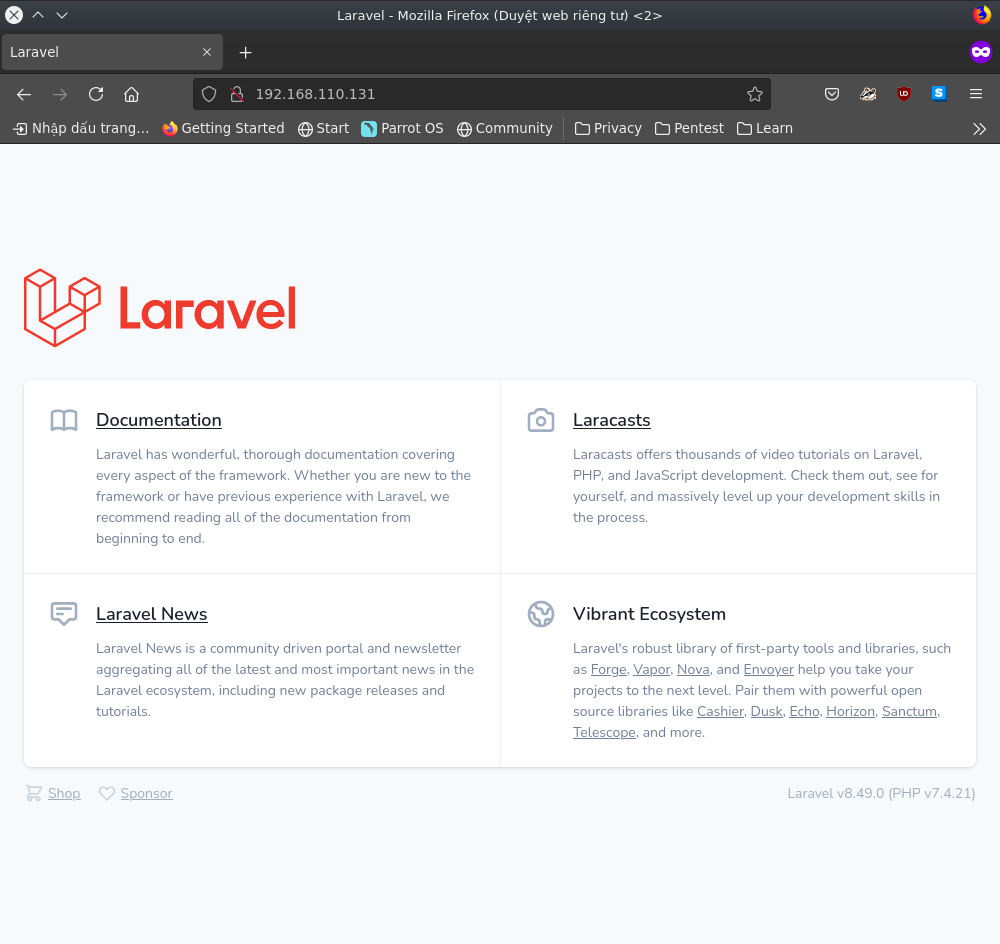 Laravel - Mozilla Firefox (Duyệt web riêng tư) <2>
Laravel
192.168.110.131
Nhập dấu trang… Getting Started Start Parrot OS Community Privacy Pentest Learn
Laravel
Documentation
Laravel has wonderful, thorough documentation covering
every aspect of the framework. Whether you are new to the
framework or have previous experience with Laravel, we
recommend reading all of the documentation from
beginning to end.
Laracasts
Laracasts offers thousands of video tutorials on Laravel,
PHP, and JavaScript development. Check them out, see for
yourself, and massively level up your development skills in
the process.
Laravel News
Laravel News is a community driven portal and newsletter
aggregating all of the latest and most important news in the
Laravel ecosystem, including new package releases and
tutorials.
Vibrant Ecosystem
Laravel's robust library of first-party tools and libraries, such
as Forge, Vapor, Nova, and Envoyer help you take your
projects to the next level. Pair them with powerful open
source libraries like Cashier, Dusk, Echo, Horizon, Sanctum,
Telescope, and more.
Shop Sponsor
Laravel v8.49.0 (PHP v7.4.21)